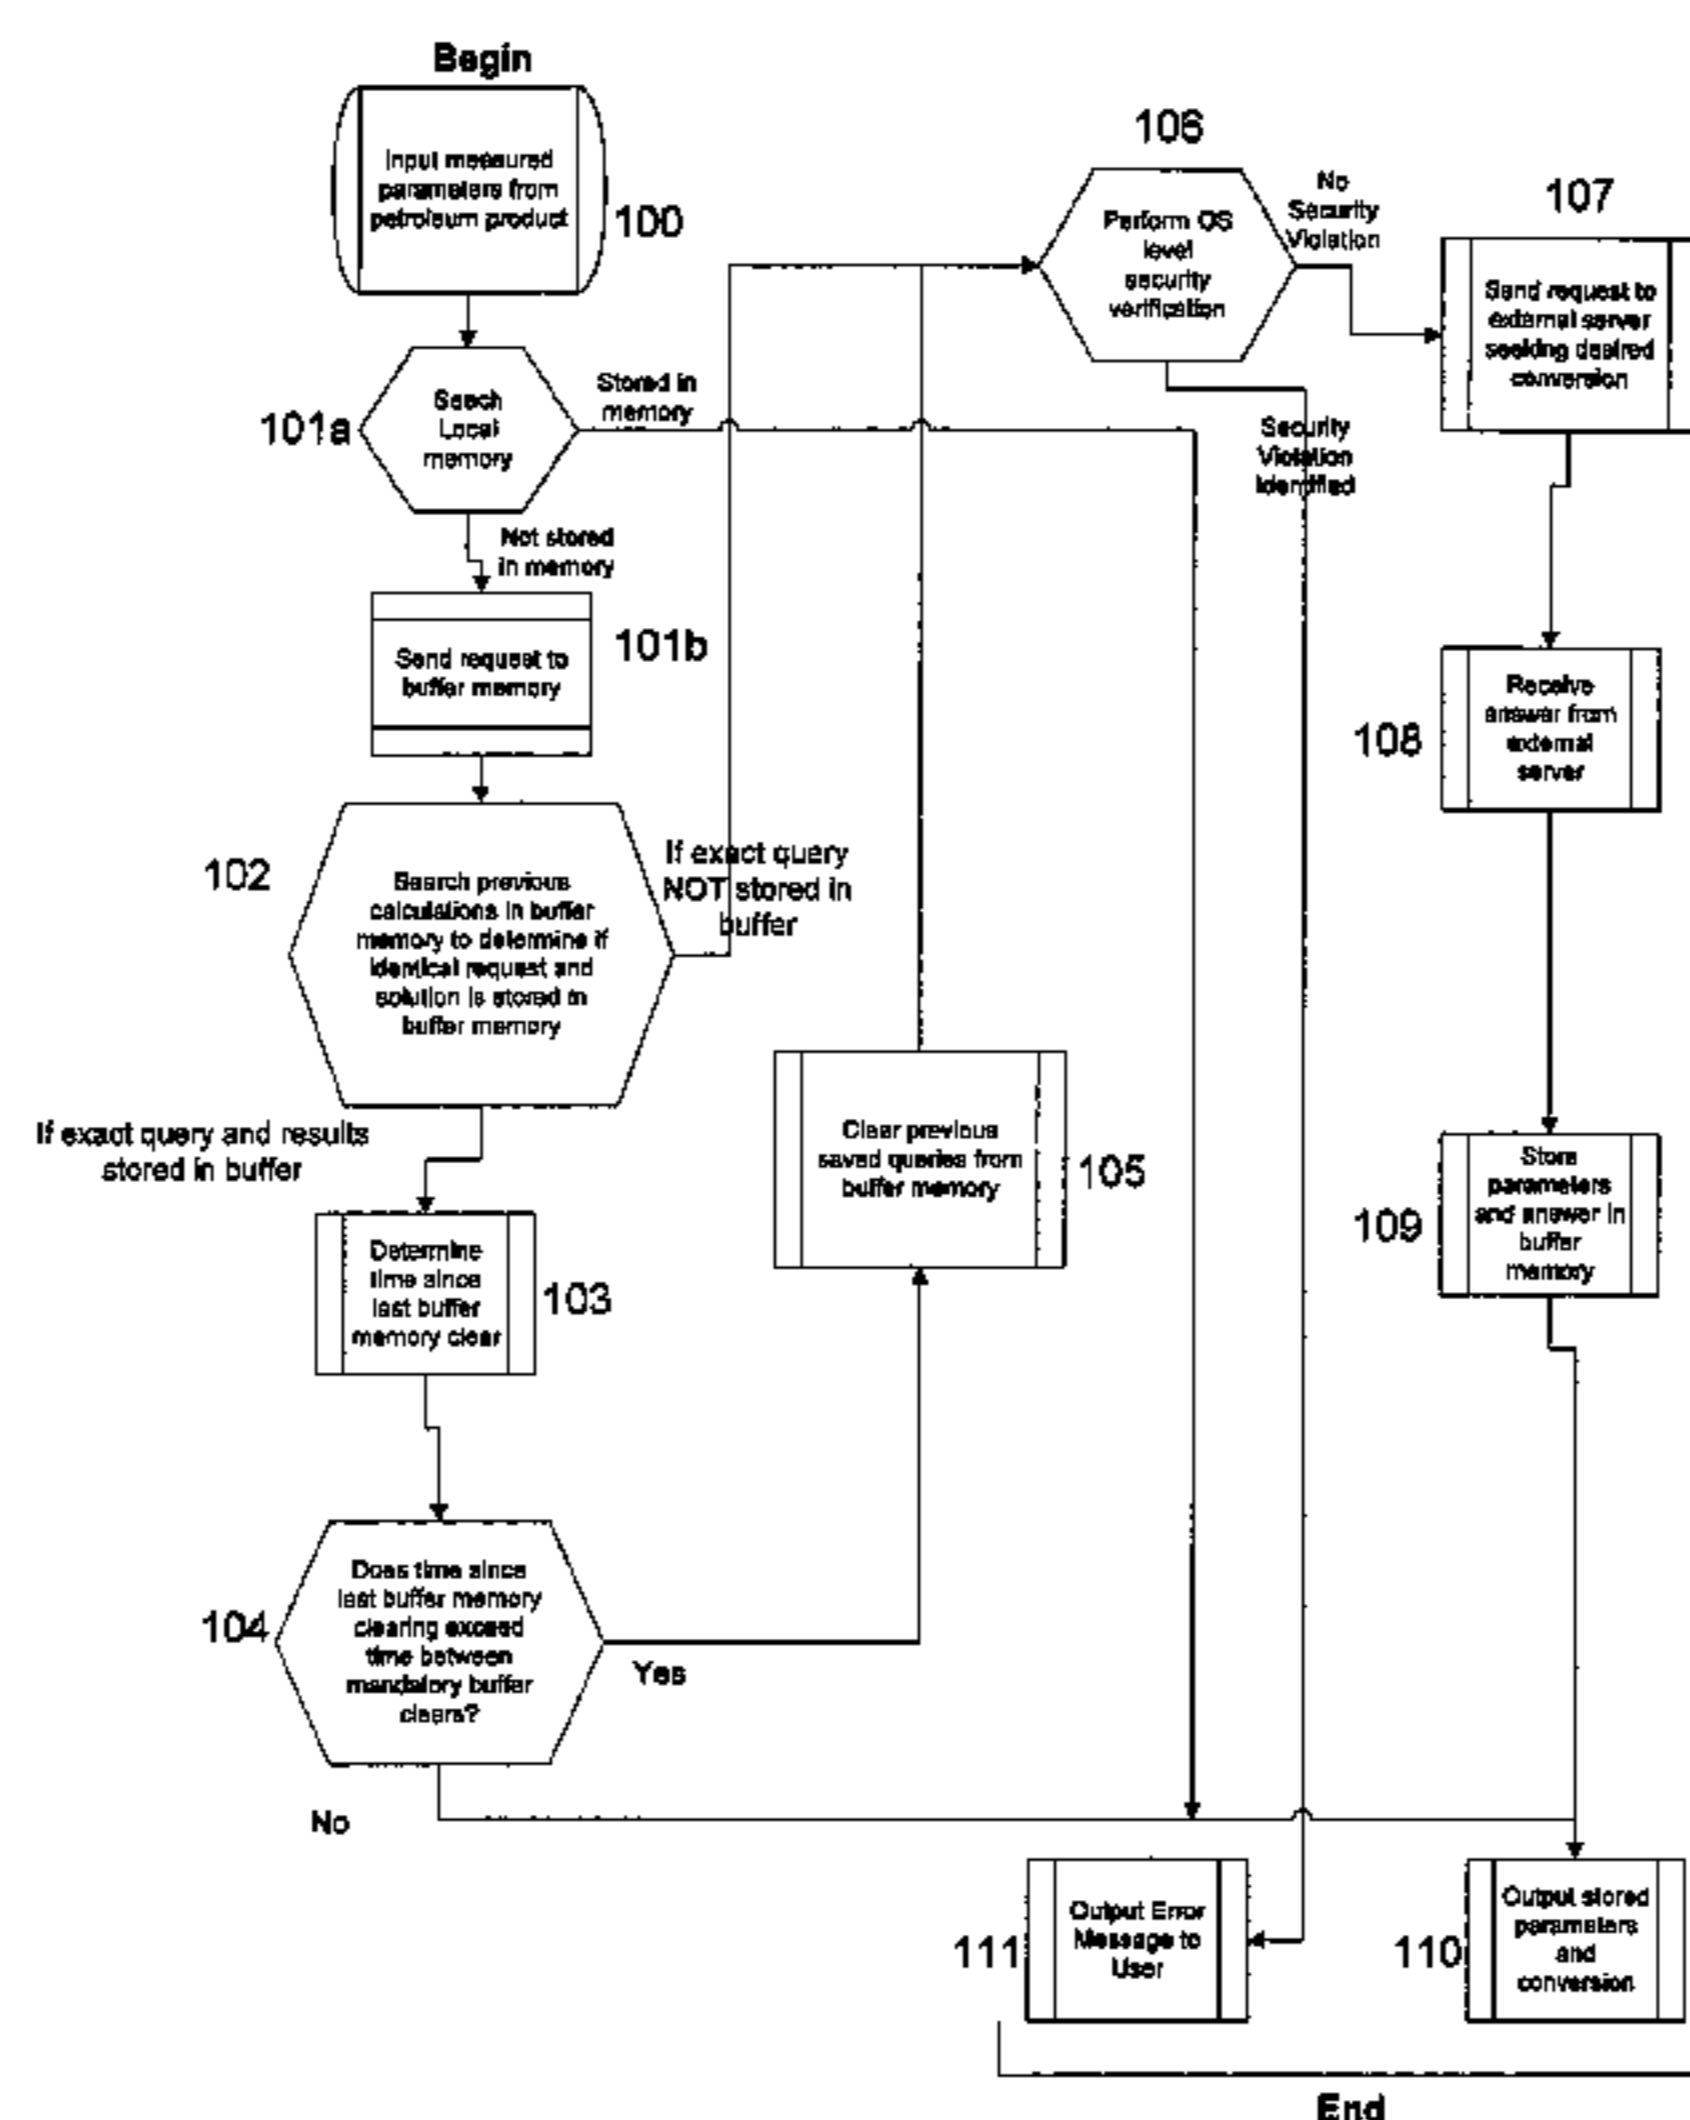 Begin
Input measured
parameters from
petroleum product
100
Seach
Local
memory
101a
Stored in
memory
Not stored
in memory
Send request to
buffer memory
101b
Search previous
calculations in buffer
memory to determine if
identical request and
solution is stored in
buffer memory
102
If exact query
NOT stored in
buffer
If exact query and results
stored in buffer
Determine
time since
last buffer
memory clear
103
Does time since
last buffer memory
clearing exceed
time between
mandatory buffer
clears?
104
Yes
No
Clear previous
saved queries from
buffer memory
105
106
Perform OS
level
security
verification
No
Security
Violation
Security
Violation
Identified
107
Send request to
external server
seeking desired
conversion
Receive
answer from
external
server
108
Store
parameters
and answer in
buffer
memory
109
Output Error
Message to
User
111
Output stored
parameters
and
conversion
110
End